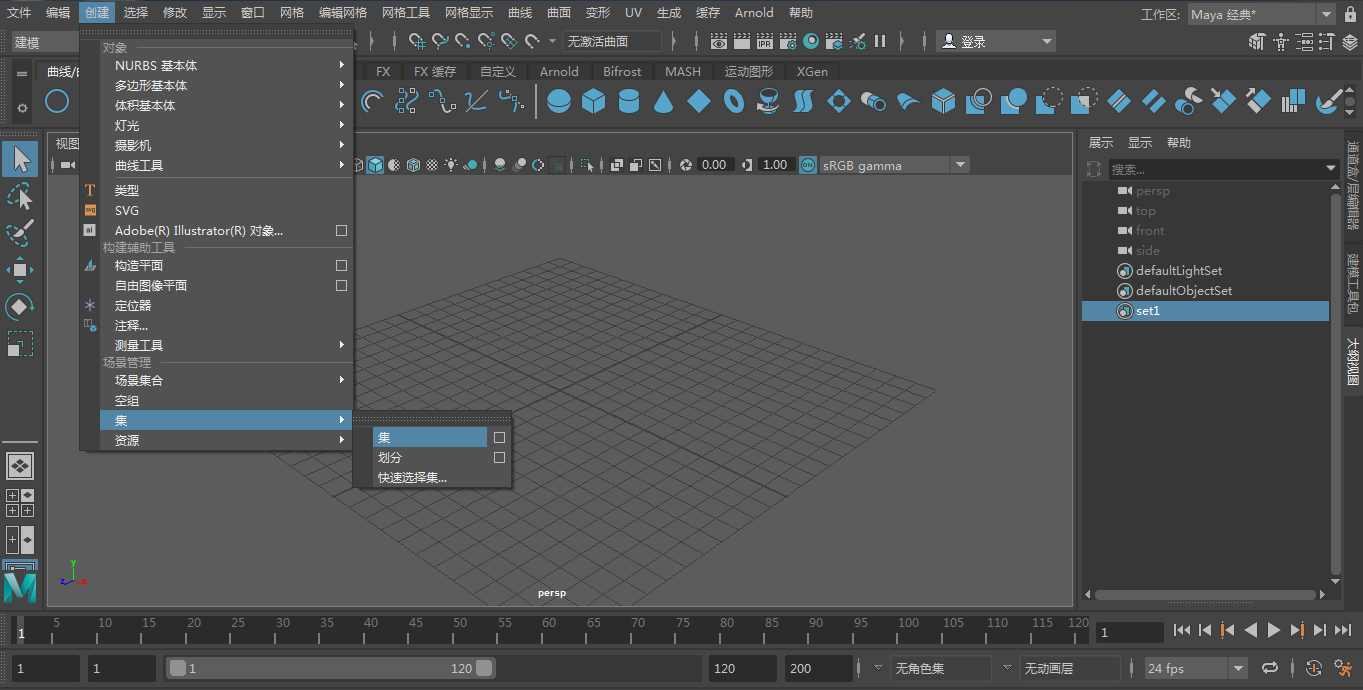 文件 编辑 创建 选择 修改 显示 窗口 网格 编辑网格 网格工具 网格显示 曲线 曲面 变形 UV 生成 缓存 Arnold 帮助 工作区: Maya 经典*
建模 无激活曲面 IPR 登录
曲线/ FX FX 缓存 自定义 Arnold Bifrost MASH 运动图形 XGen
对象
NURBS 基本体
多边形基本体
体积基本体
灯光
摄影机
曲线工具
T 类型
SVG SVG
ai Adobe(R) Illustrator(R) 对象...
构建辅助工具
构造平面
自由图像平面
定位器
注释...
测量工具
场景管理
场景集合
空组
集
资源
集
划分
快速选择集...
视图
0.00 1.00 ON sRGB gamma
persp
y
z
x
展示 显示 帮助
搜索...
persp
top
front
side
defaultLightSet
defaultObjectSet
set1
通道盒/层编辑器
建模工具包
大纲视图
1 5 10 15 20 25 30 35 40 45 50 55 60 65 70 75 80 85 90 95 100 105 110 115 120 1
1 1 1 120 120 200 无角色集 无动画层 24 fps